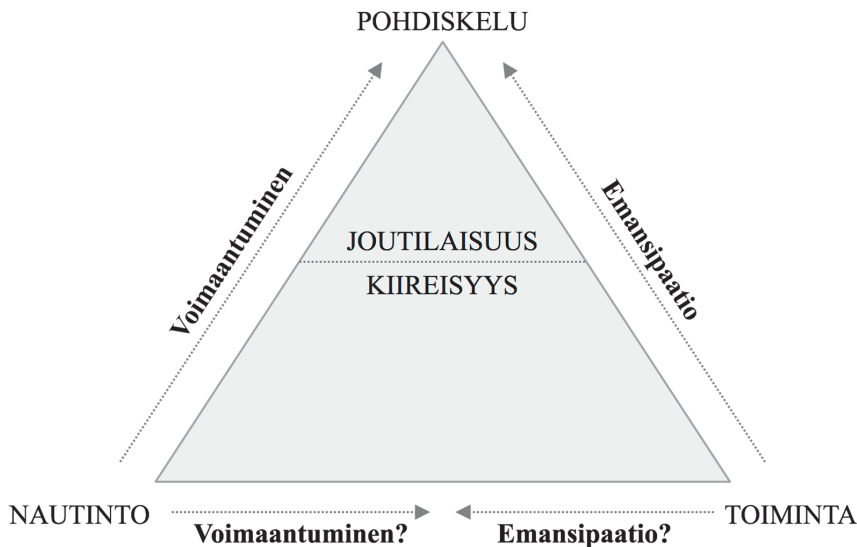 POHDISKELU
Voimaantuminen
Emansipaatio
JOUTILAISUUS
KIIREISYYS
NAUTINTO
TOIMINTA
Voimaantuminen?
Emansipaatio?